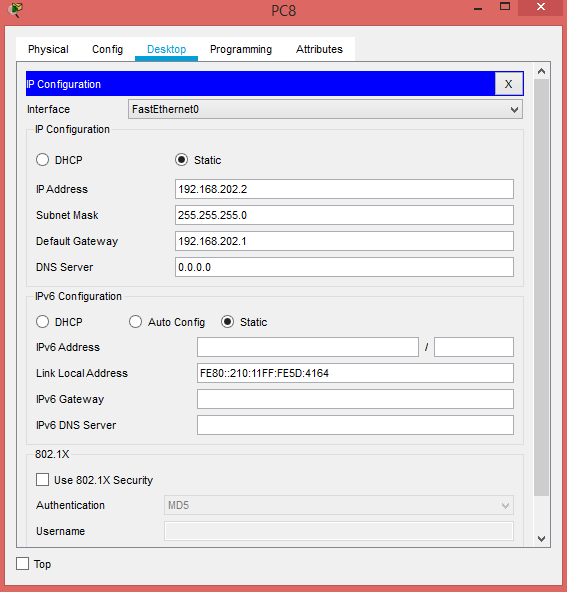 PC8
Physical Config Desktop Programming Attributes
IP Configuration X
Interface FastEthernet0
IP Configuration
DHCP Static
IP Address 192.168.202.2
Subnet Mask 255.255.255.0
Default Gateway 192.168.202.1
DNS Server 0.0.0.0
IPv6 Configuration
DHCP Auto Config Static
IPv6 Address /
Link Local Address FE80::210:11FF:FE5D:4164
IPv6 Gateway
IPv6 DNS Server
802.1X
Use 802.1X Security
Authentication MD5
Username
Top